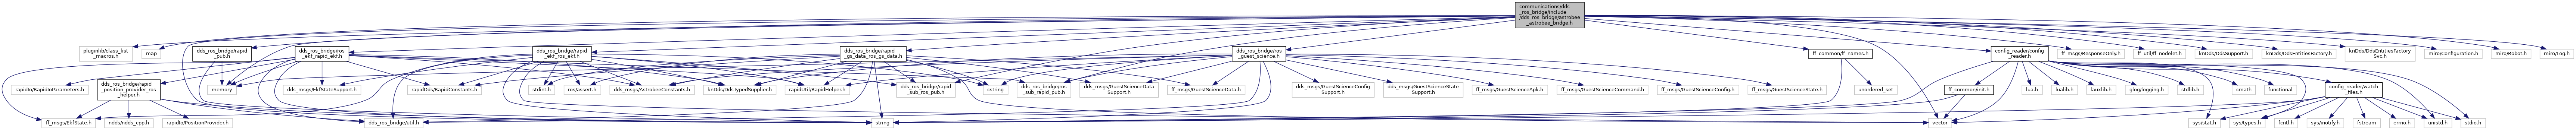 communications/dds
_ros_bridge/include
/dds_ros_bridge/astrobee
_astrobee_bridge.h
pluginlib/class_list
_macros.h
map
dds_ros_bridge/rapid
_pub.h
dds_ros_bridge/ros
_ekf_rapid_ekf.h
dds_ros_bridge/rapid
_ekf_ros_ekf.h
dds_ros_bridge/rapid
_gs_data_ros_gs_data.h
dds_ros_bridge/ros
_guest_science.h
ff_common/ff_names.h
config_reader/config
_reader.h
ff_msgs/ResponseOnly.h
ff_util/ff_nodelet.h
knDds/DdsSupport.h
knDds/DdsEntitiesFactory.h
knDds/DdsEntitiesFactory
Svc.h
miro/Configuration.h
miro/Robot.h
miro/Log.h
rapidIo/RapidIoParameters.h
dds_ros_bridge/rapid
_position_provider_ros
_helper.h
memory
dds_msgs/EkfStateSupport.h
rapidDds/RapidConstants.h
stdint.h
ros/assert.h
dds_msgs/AstrobeeConstants.h
knDds/DdsTypedSupplier.h
rapidUtil/RapidHelper.h
dds_ros_bridge/rapid
_sub_ros_pub.h
cstring
dds_ros_bridge/ros
_sub_rapid_pub.h
dds_msgs/GuestScienceData
Support.h
ff_msgs/GuestScienceData.h
dds_msgs/GuestScienceConfig
Support.h
dds_msgs/GuestScienceState
Support.h
ff_msgs/GuestScienceApk.h
ff_msgs/GuestScienceCommand.h
ff_msgs/GuestScienceConfig.h
ff_msgs/GuestScienceState.h
unordered_set
ff_common/init.h
lua.h
lualib.h
lauxlib.h
glog/logging.h
stdlib.h
cmath
functional
config_reader/watch
_files.h
ff_msgs/EkfState.h
ndds/ndds_cpp.h
rapidIo/PositionProvider.h
dds_ros_bridge/util.h
string
vector
sys/stat.h
sys/types.h
fcntl.h
sys/inotify.h
fstream
errno.h
unistd.h
stdio.h